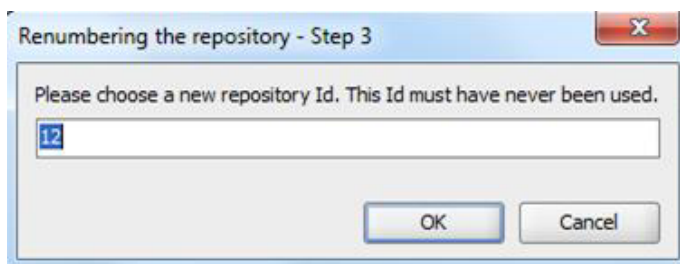 Renumbering the repository - Step 3
Please choose a new repository Id. This Id must have never been used.
12
OK
Cancel